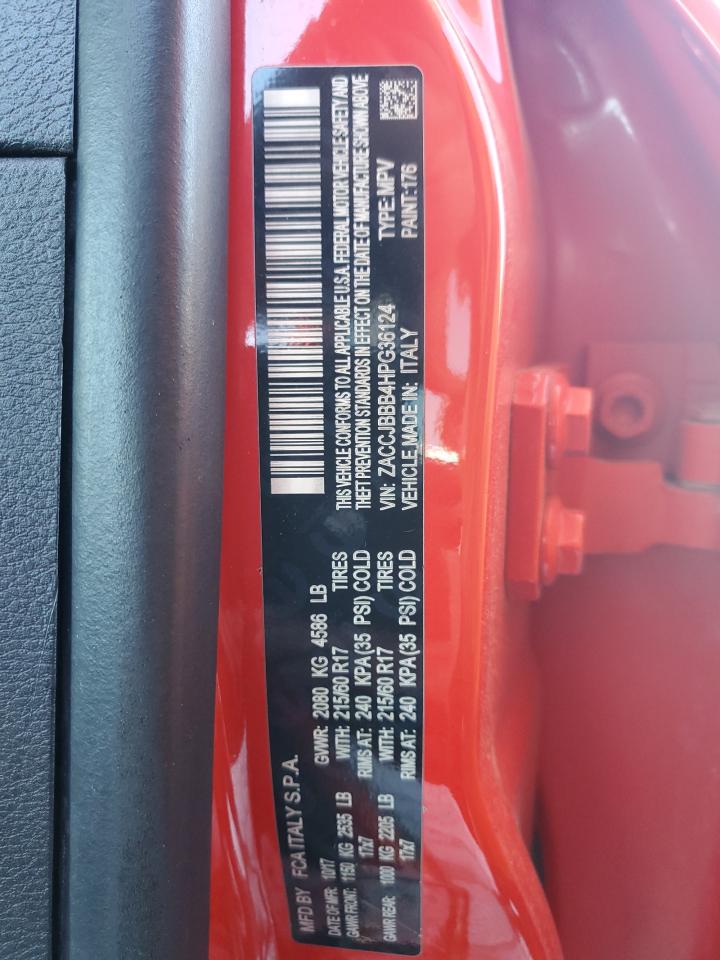 MFD BY FCA ITALY S.P.A.
DATE OF MFR: 10/17 GVWR: 2080 KG 4586 LB
GAWR FRONT: 1150 KG 2535 LB WITH: 215/60 R17 TIRES
17x7 RIMS AT: 240 KPA(35 PSI) COLD
GAWR REAR: 1000 KG 2205 LB WITH: 215/60 R17 TIRES
17x7 RIMS AT: 240 KPA(35 PSI) COLD
THIS VEHICLE CONFORMS TO ALL APPLICABLE U.S.A. FEDERAL MOTOR VEHICLE SAFETY AND
THEFT PREVENTION STANDARDS IN EFFECT ON THE DATE OF MANUFACTURE SHOWN ABOVE
VIN: ZACCJBBB4HPG36124 TYPE: MPV
VEHICLE MADE IN: ITALY PAINT: 176